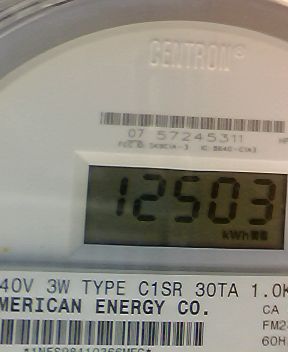 CENTRON®
07 57245311
12503
kWh
40V 3W TYPE C1SR 30TA 1.0K
MERICAN ENERGY CO.
CA
FM2
60H